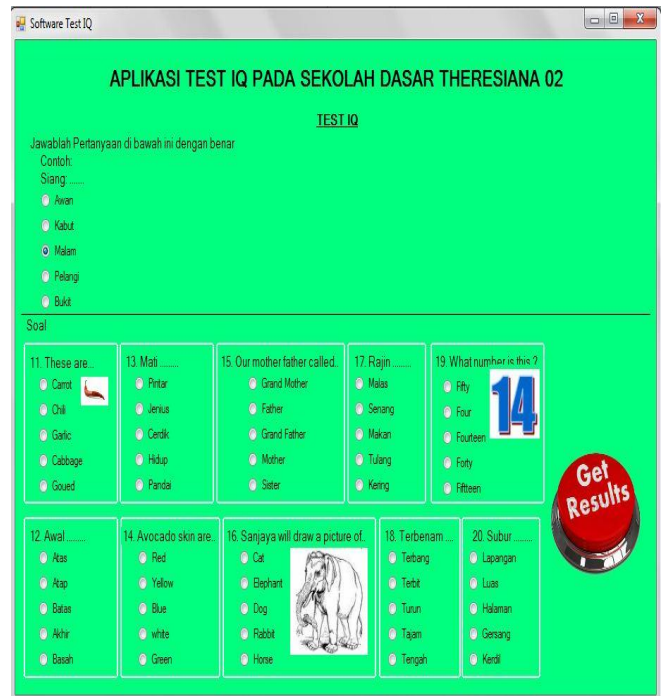 Software Test IQ
APLIKASI TEST IQ PADA SEKOLAH DASAR THERESIANA 02
TEST IQ
Jawablah Pertanyaan di bawah ini dengan benar
Contoh:
Siang: .......
Awan
Kabut
Malam
Pelangi
Bukit
Soal
11. These are...
Carrot
Chili
Garlic
Cabbage
Goued
13. Mati .........
Pintar
Jenius
Cerdik
Hidup
Pandai
15. Our mother father called..
Grand Mother
Father
Grand Father
Mother
Sister
17. Rajin .........
Malas
Senang
Makan
Tulang
Kering
19. What number is this ?
Fifty
Four
Fourteen
Forty
Fiftteen
14
Get
Results
12. Awal .........
Atas
Atap
Batas
Akhir
Basah
14. Avocado skin are..
Red
Yellow
Blue
white
Green
16. Sanjaya will draw a picture of..
Cat
Elephant
Dog
Rabbit
Horse
18. Terbenam ....
Terbang
Terbit
Turun
Tajam
Tengah
20. Subur .........
Lapangan
Luas
Halaman
Gersang
Kerdil